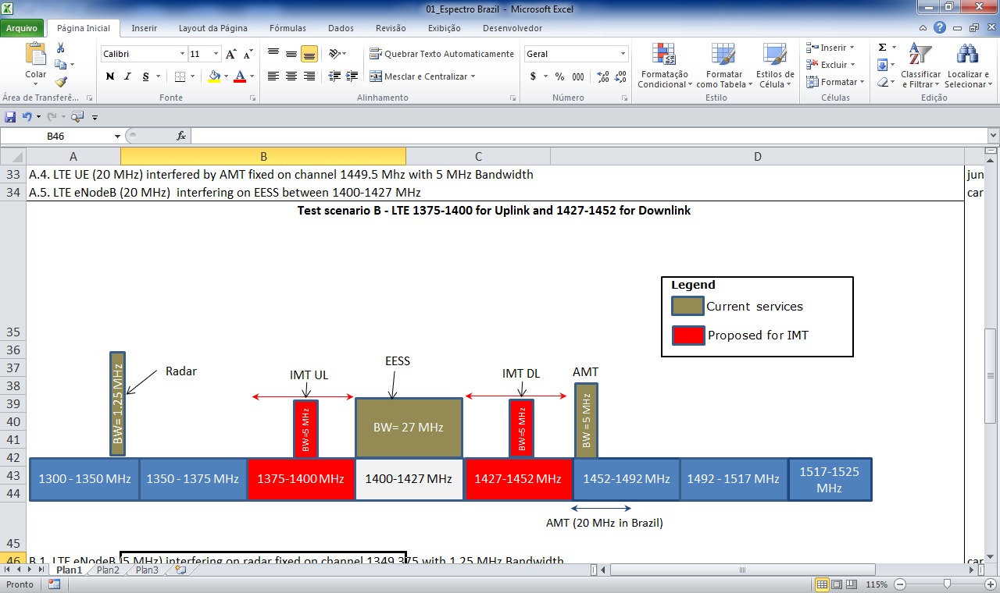 01_Espectro Brazil - Microsoft Excel
Arquivo Página Inicial Inserir Layout da Página Fórmulas Dados Revisão Exibição Desenvolvedor
Colar
Calibri 11
N I S
Quebrar Texto Automaticamente
Mesclar e Centralizar
Geral
$ % 000
Formatação Condicional
Formatar como Tabela
Estilos de Célula
Inserir
Excluir
Formatar
Classificar e Filtrar
Localizar e Selecionar
Área de Transferê... Fonte Alinhamento Número Estilo Células Edição
B46 fx
A B C D
33 A.4. LTE UE (20 MHz) interfered by AMT fixed on channel 1449.5 Mhz with 5 MHz Bandwidth jun
34 A.5. LTE eNodeB (20 MHz) interfering on EESS between 1400-1427 MHz car
Test scenario B - LTE 1375-1400 for Uplink and 1427-1452 for Downlink
Legend
Current services
Proposed for IMT
35
36
37
38
39
40
41
42
43
44
45
Radar
IMT UL
EESS
IMT DL
AMT
BW= 1.25 MHz
BW=5 MHz
BW= 27 MHz
BW=5 MHz
BW = 5 MHz
1300 - 1350 MHz
1350 - 1375 MHz
1375-1400 MHz
1400-1427 MHz
1427-1452 MHz
1452-1492 MHz
1492 - 1517 MHz
1517-1525
MHz
AMT (20 MHz in Brazil)
46 B.1. LTE eNodeB (5 MHz) interfering on radar fixed on channel 1349.375 with 1.25 MHz Bandwidth car
Plan1 Plan2 Plan3
Pronto 115%